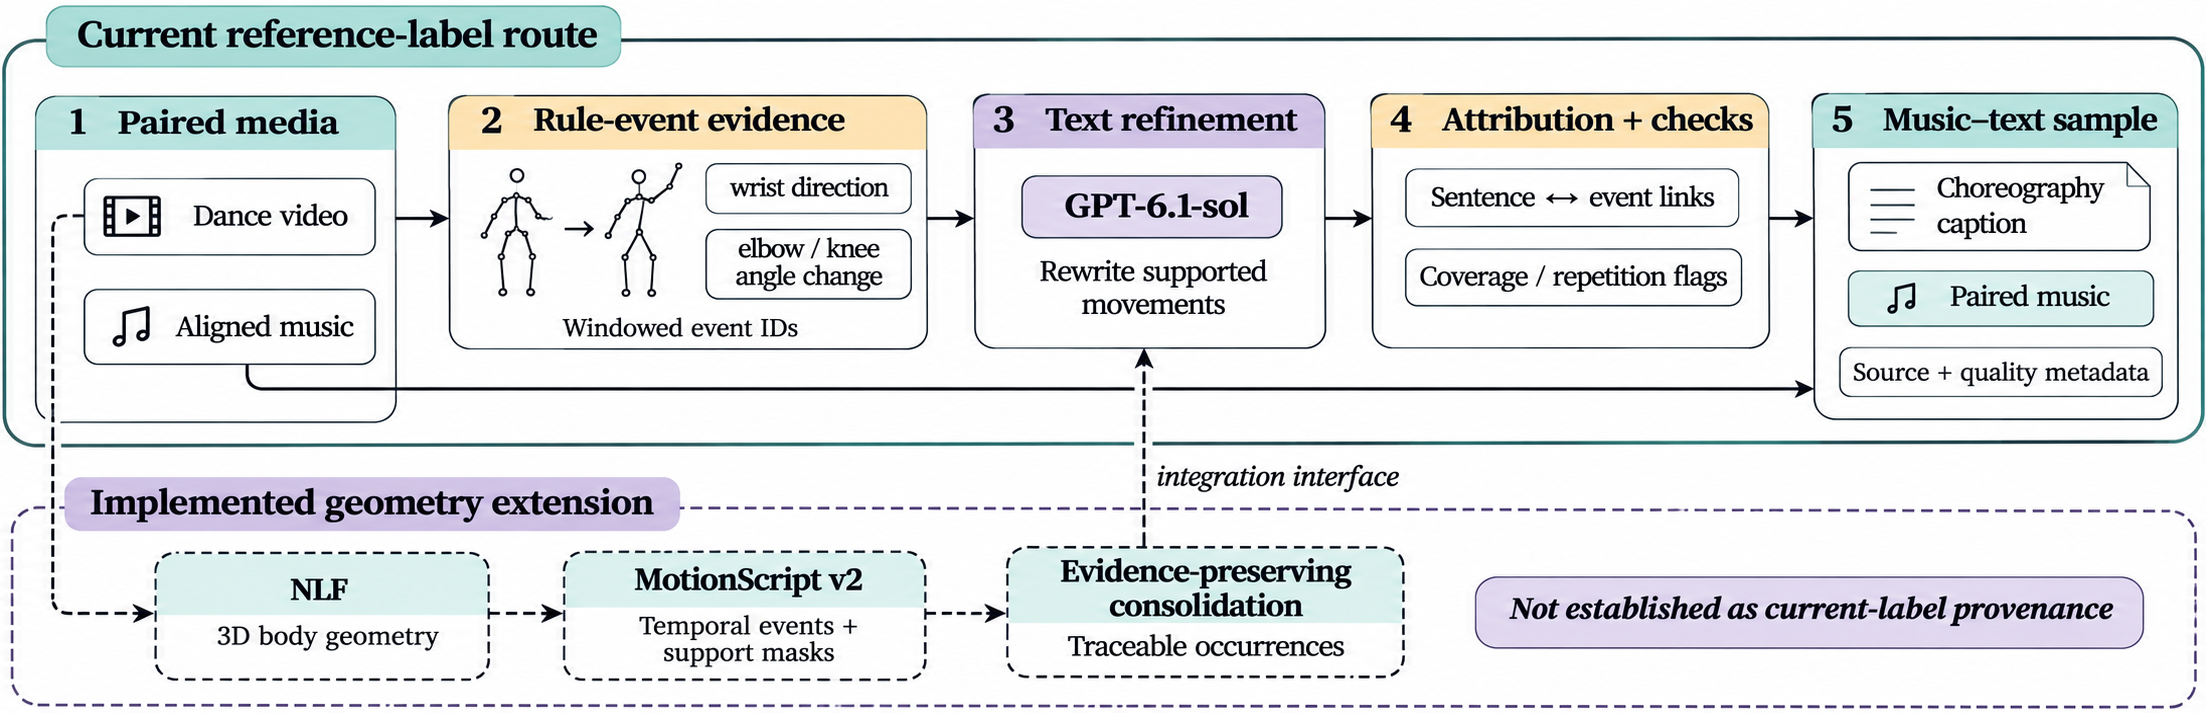 Current reference-label route
1 Paired media
Dance video
Aligned music
2 Rule-event evidence
wrist direction
elbow / knee
angle change
Windowed event IDs
3 Text refinement
GPT-6.1-sol
Rewrite supported
movements
4 Attribution + checks
Sentence ↔ event links
Coverage / repetition flags
5 Music–text sample
Choreography
caption
Paired music
Source + quality metadata
integration interface
Implemented geometry extension
NLF
3D body geometry
MotionScript v2
Temporal events +
support masks
Evidence-preserving
consolidation
Traceable occurrences
Not established as current-label provenance